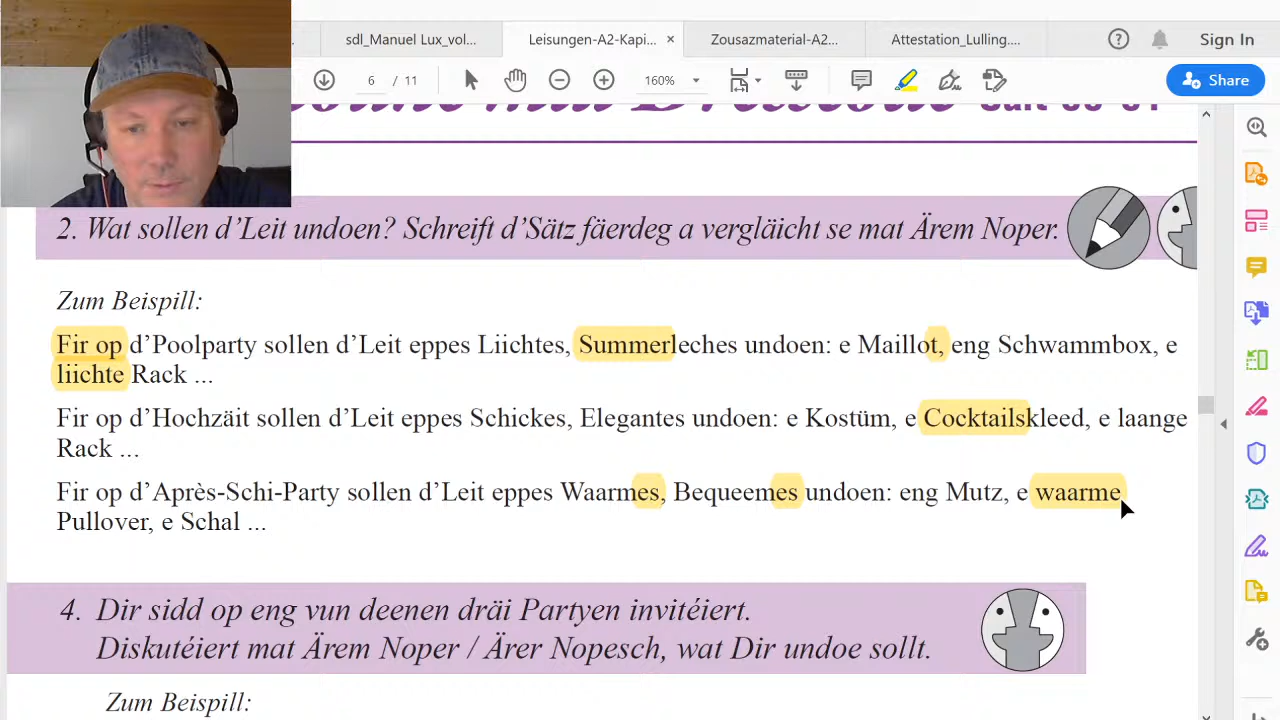 sdl_Manuel Lux_vol...
Leisungen-A2-Kapi...
×
Zousazmaterial-A2...
Attestation_Lulling....
Sign In
6 / 11
160%
Share
2. Wat sollen d'Leit undoen? Schreift d'Sätz fäerdeg a vergläicht se mat Ärem Noper.
Zum Beispill:
Fir op d'Poolparty sollen d'Leit eppes Liichtes, Summerleches undoen: e Maillot, eng Schwammbox, e
liichte Rack ...
Fir op d'Hochzäit sollen d'Leit eppes Schickes, Elegantes undoen: e Kostüm, e Cocktailskleed, e laange
Rack ...
Fir op d'Après-Schi-Party sollen d'Leit eppes Waarmes, Bequeemes undoen: eng Mutz, e waarme
Pullover, e Schal ...
4. Dir sidd op eng vun deenen dräi Partyen invitéiert.
Diskutéiert mat Ärem Noper / Ärer Nopesch, wat Dir undoe sollt.
Zum Beispill: